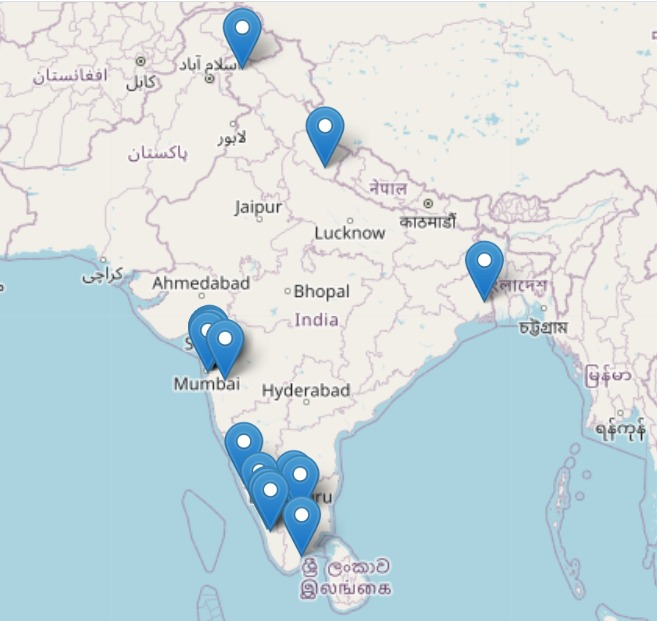 افغانستان
کابل
اسلام آباد
لاہور
پاکستان
नेपाल
काठमाडौँ
Jaipur
Lucknow
کراچی
Ahmedabad
Bhopal
India
চট্টগ্রাম
Mumbai
Hyderabad
မြန်မာ
ရန်ကုန်
ශ්‍රී ලංකාව
இலங்கை